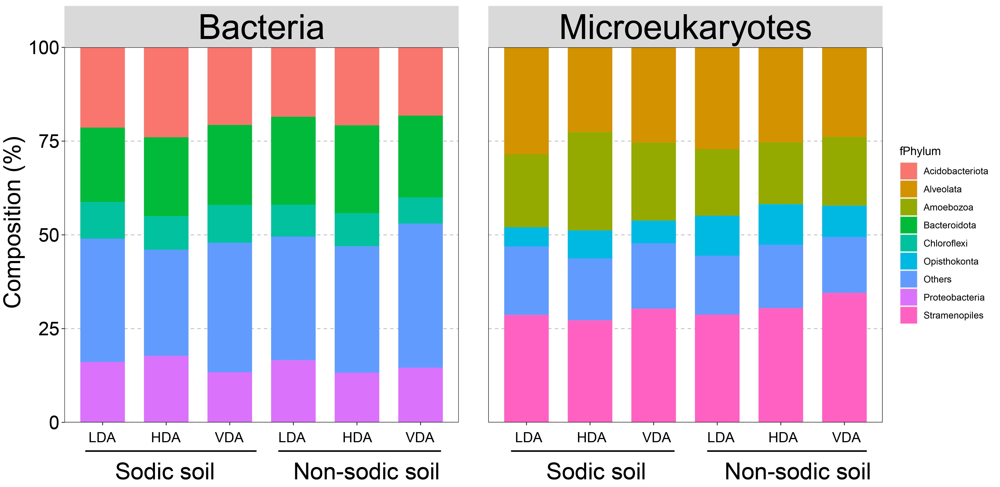 Bacteria
Microeukaryotes
Composition (%)
100
75
50
25
0
LDA HDA VDA LDA HDA VDA
Sodic soil Non-sodic soil
LDA HDA VDA LDA HDA VDA
Sodic soil Non-sodic soil
fPhylum
Acidobacteriota
Alveolata
Amoebozoa
Bacteroidota
Chloroflexi
Opisthokonta
Others
Proteobacteria
Stramenopiles